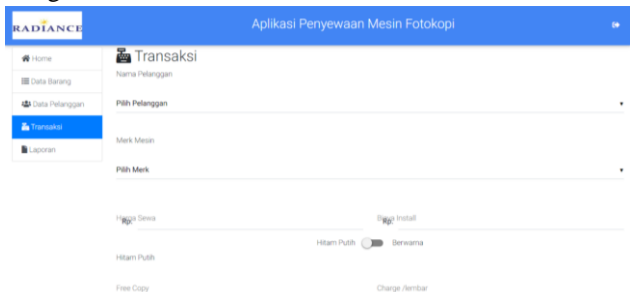 RADIANCE
Aplikasi Penyewaan Mesin Fotokopi
Home
Data Barang
Data Pelanggan
Transaksi
Laporan
Transaksi
Nama Pelanggan
Pilih Pelanggan
Merk Mesin
Pilih Merk
Harga Sewa
Rp.
Biaya Install
Rp.
Hitam Putih Berwarna
Hitam Putih
Free Copy
Charge /lembar